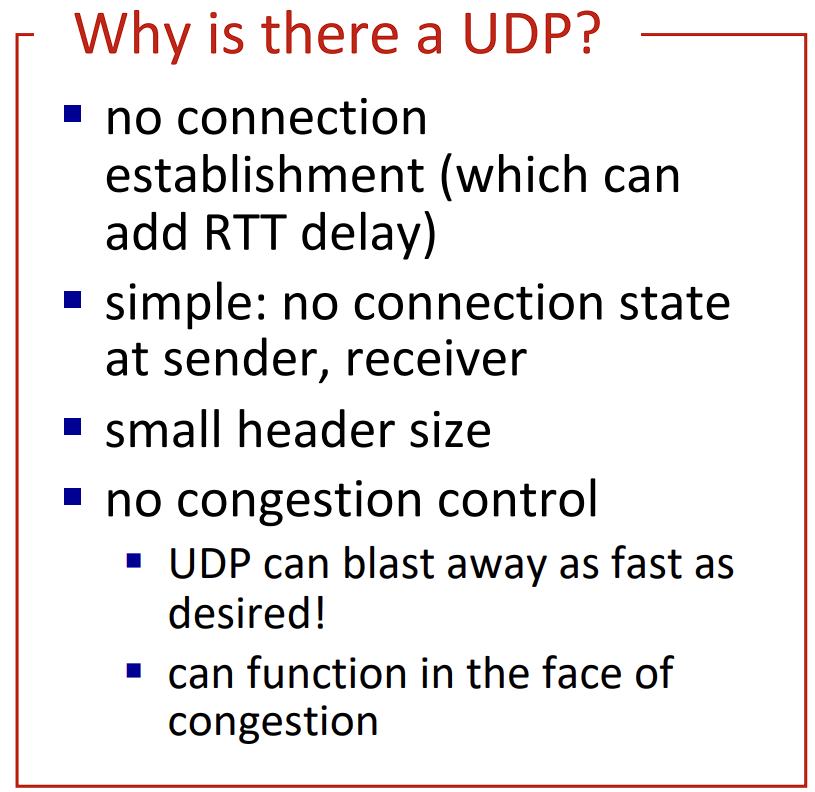 Why is there a UDP?
no connection
establishment (which can
add RTT delay)
simple: no connection state
at sender, receiver
small header size
no congestion control
UDP can blast away as fast as
desired!
can function in the face of
congestion